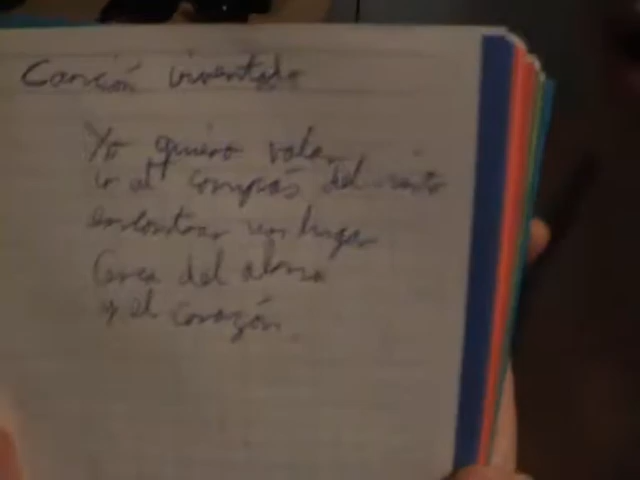 Canción inventada
Yo quiero volar
ir al compás del viento
encontrar un lugar
Cerca del alma
y el corazón.